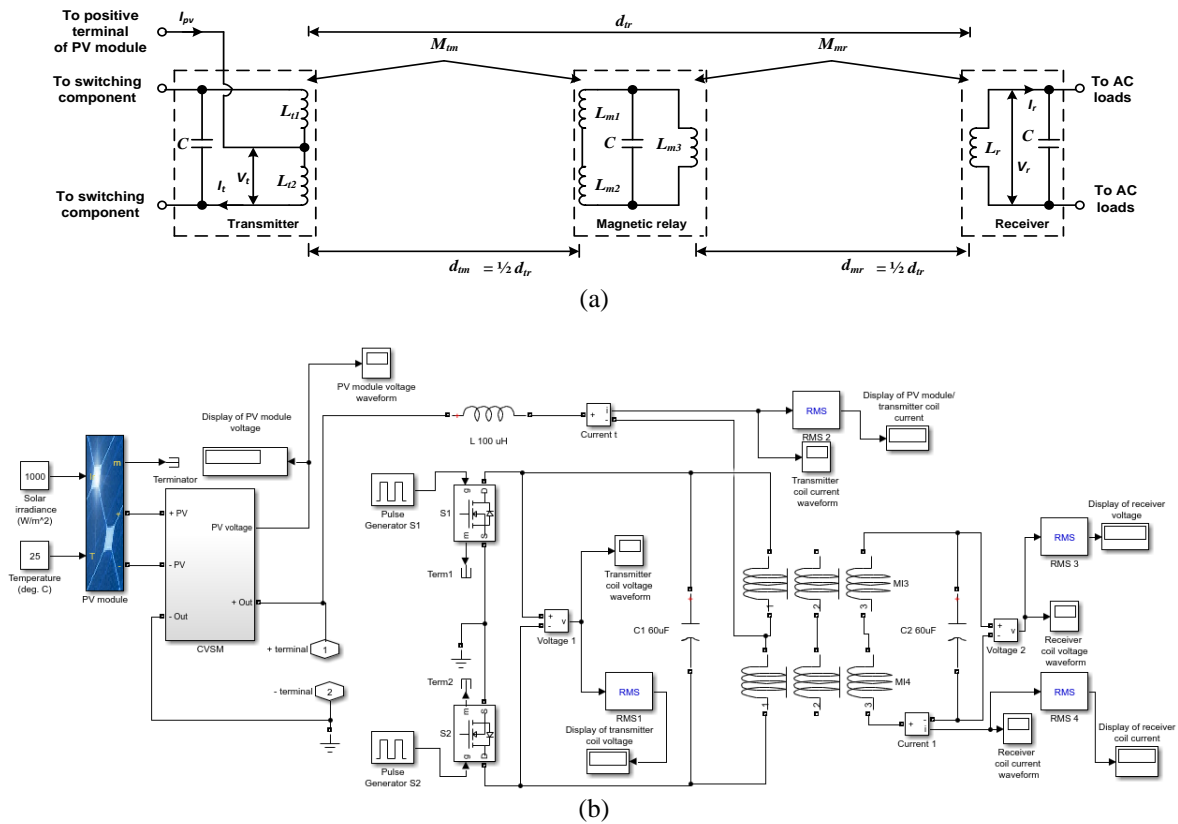 To positive
terminal
of PV module
Ipv
dtr
Mtm
Mmr
To switching
component
C
Lt1
Lt2
Vt
It
To switching
component
Transmitter
Lm1
C
Lm3
Lm2
Magnetic relay
Ir
Lr
Vr
C
Receiver
To AC
loads
To AC
loads
dtm = ½ dtr
dmr = ½ dtr
(a)
PV module voltage
waveform
Display of PV module
voltage
1000
Solar
irradiance
(W/m^2)
25
Temperature
(deg. C)
m
+
-
T
PV module
Terminator
+ PV
- PV
- Out
PV voltage
+ Out
CVSM
+ terminal
1
- terminal
2
L 100 uH
+
i
-
Current t
RMS
RMS 2
Display of PV module/
transmitter coil
current
Transmitter
coil current
waveform
Pulse
Generator S1
g
D
S1
m
S
Term1
Term2
m
S
S2
g
D
Pulse
Generator S2
Transmitter
coil voltage
waveform
+
-
v
Voltage 1
RMS
RMS1
Display of transmitter
coil voltage
+
C1 60uF
1
2
3
MI3
1
2
3
MI4
+
C2 60uF
+
-
v
Voltage 2
RMS
RMS 3
Display of receiver
voltage
Receiver
coil voltage
waveform
+
-
i
Current 1
Receiver
coil current
waveform
RMS
RMS 4
Display of receiver
coil current
(b)